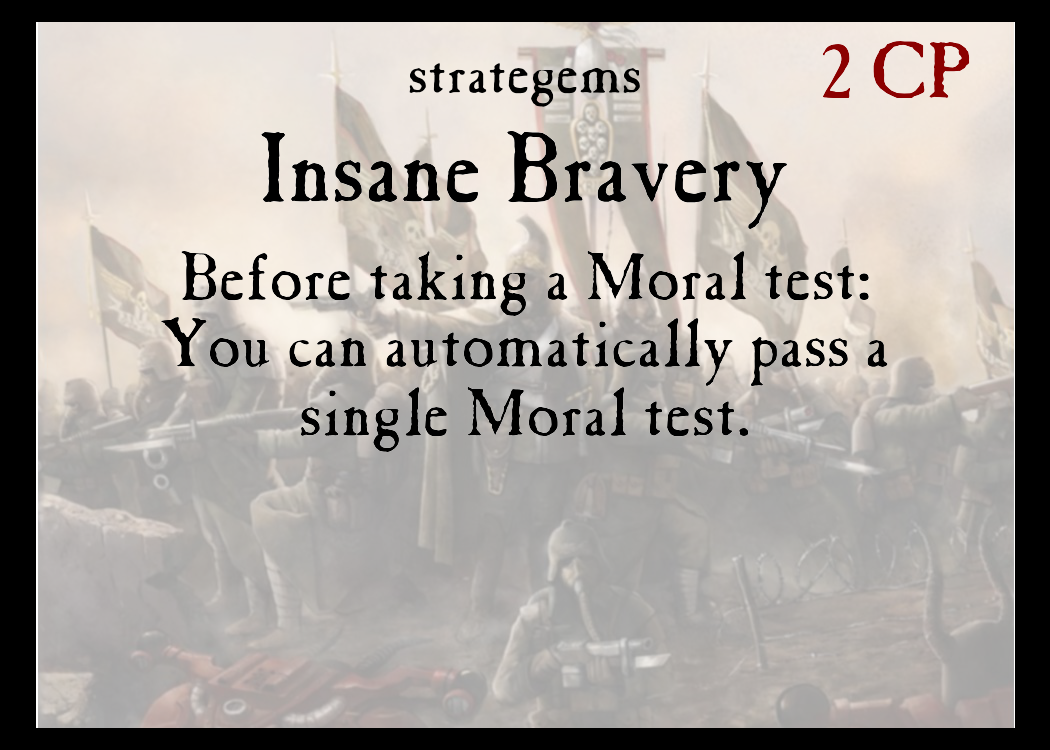 2 CP
strategems
Insane Bravery
Before taking a Moral test:
You can automatically pass a
single Moral test.